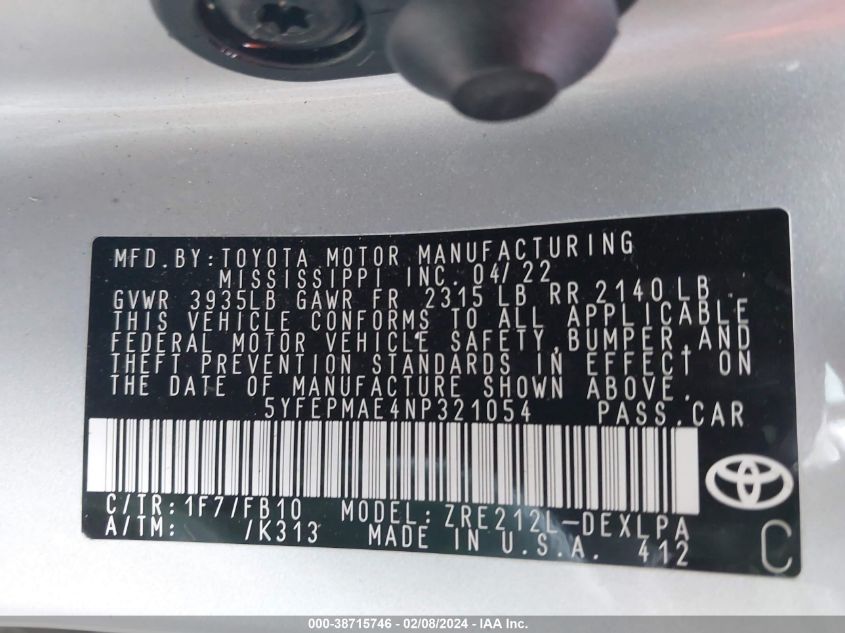 MFD.BY:TOYOTA MOTOR MANUFACTURING
MISSISSIPPI INC. 04/22
GVWR 3935LB GAWR FR 2315 LB RR 2140 LB
THIS VEHICLE CONFORMS TO ALL APPLICABLE
FEDERAL MOTOR VEHICLE SAFETY,BUMPER,AND
THEFT PREVENTION STANDARDS IN EFFECT ON
THE DATE OF MANUFACTURE SHOWN ABOVE.
5YFEPMAE4NP321054 PASS.CAR
C/TR:1F7/FB10 MODEL:ZRE212L-DEXLPA
A/TM: /K313 MADE IN U.S.A. 412
C
000-38715746 - 02/08/2024 - IAA Inc.